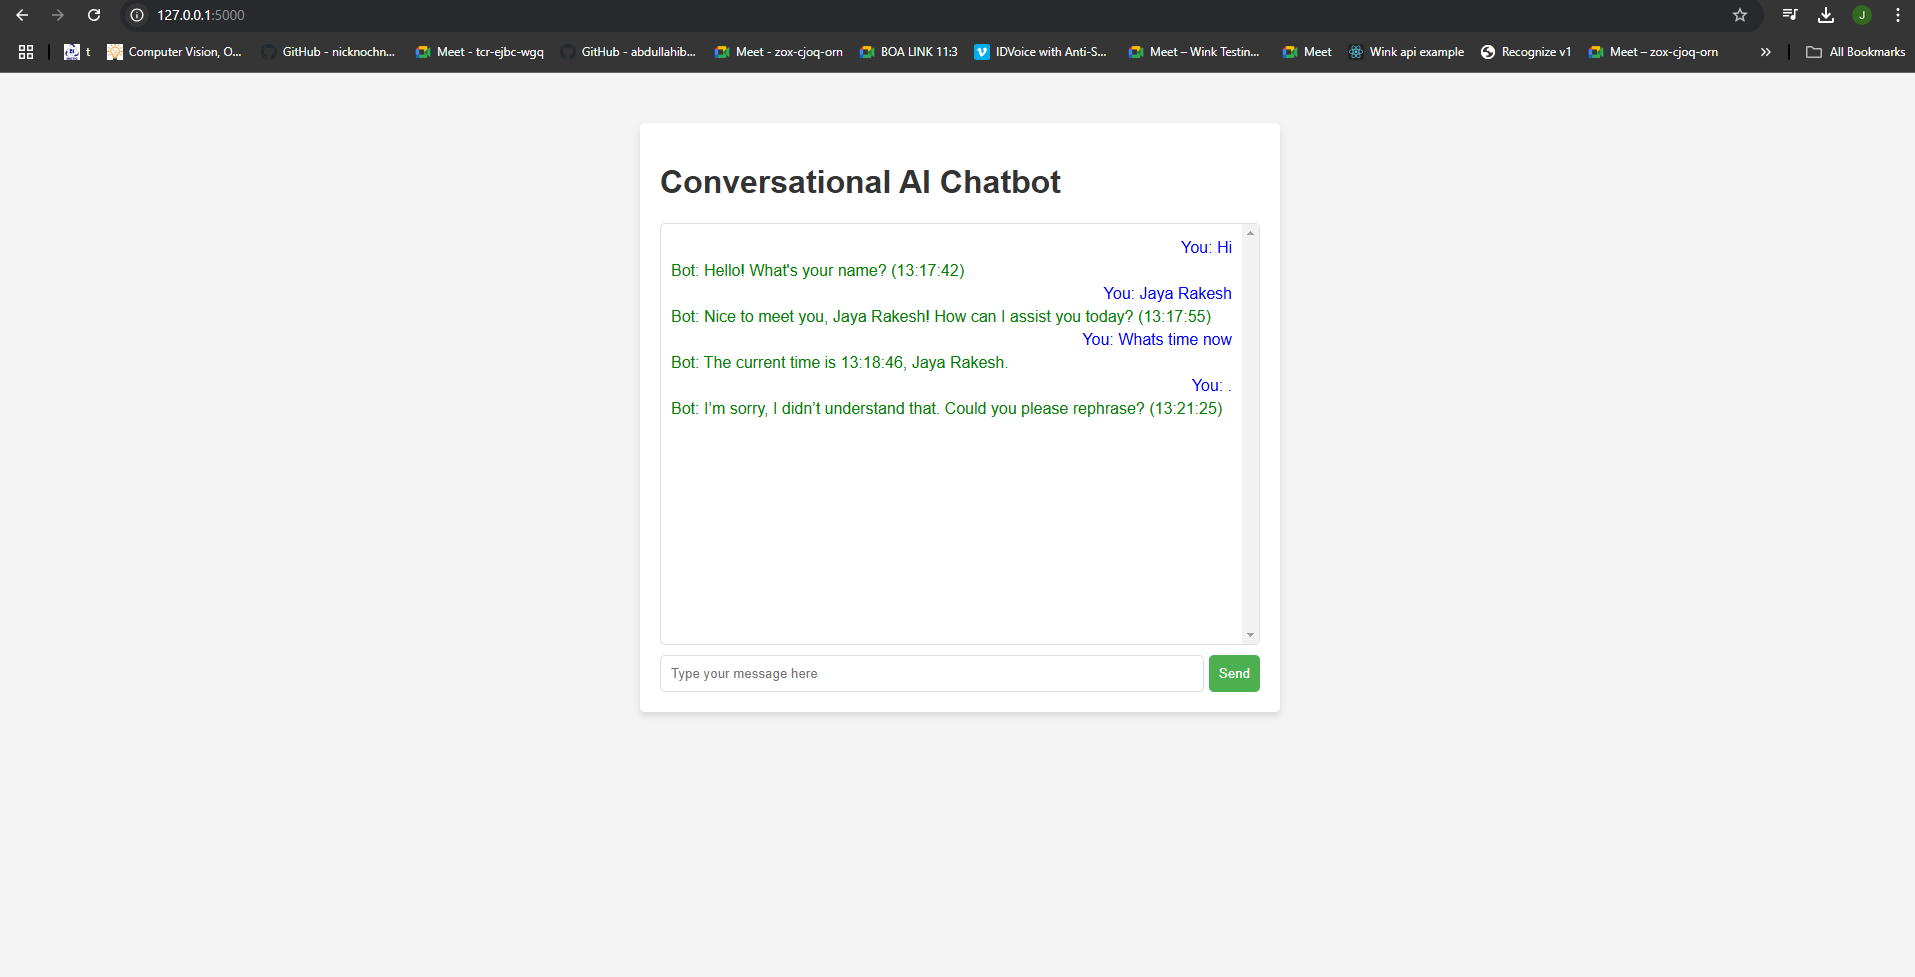 127.0.0.1:5000
J
t Computer Vision, O... GitHub - nicknochn... Meet - tcr-ejbc-wgq GitHub - abdullahib... Meet - zox-cjoq-orn BOA LINK 11:3 IDVoice with Anti-S... Meet – Wink Testin... Meet Wink api example Recognize v1 Meet – zox-cjoq-orn » All Bookmarks
Conversational AI Chatbot
You: Hi
Bot: Hello! What's your name? (13:17:42)
You: Jaya Rakesh
Bot: Nice to meet you, Jaya Rakesh! How can I assist you today? (13:17:55)
You: Whats time now
Bot: The current time is 13:18:46, Jaya Rakesh.
You: .
Bot: I’m sorry, I didn’t understand that. Could you please rephrase? (13:21:25)
Type your message here
Send